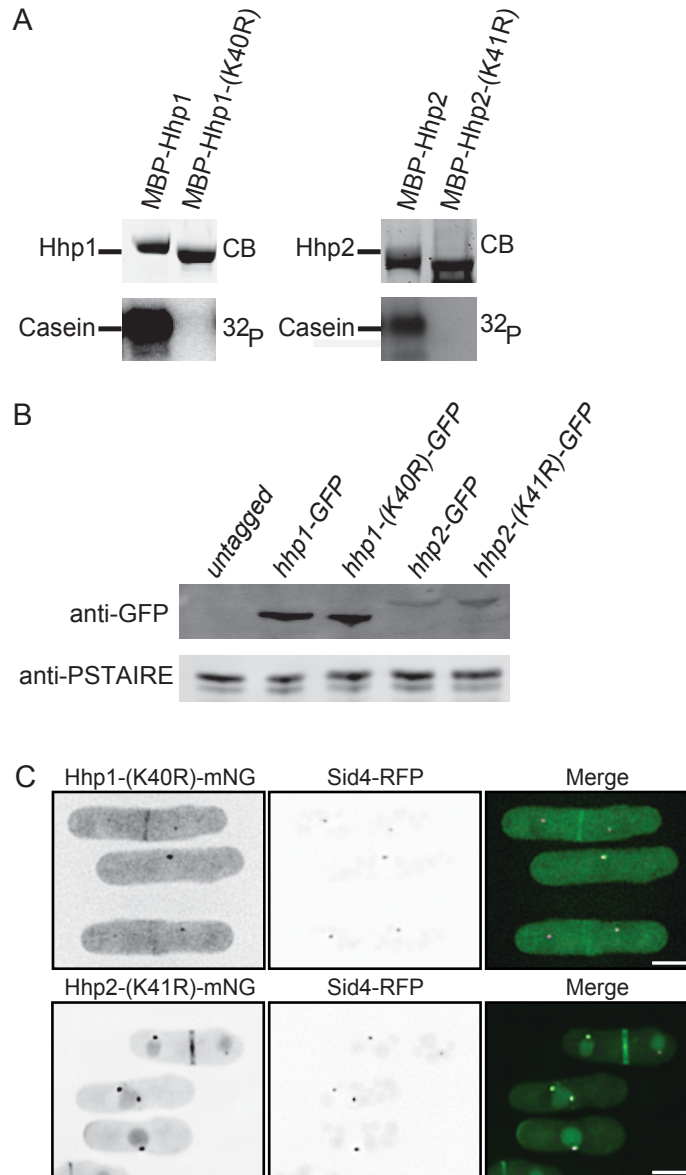 A
MBP-Hhp1
MBP-Hhp1-(K40R)
MBP-Hhp2
MBP-Hhp2-(K41R)
Hhp1
CB
Hhp2
CB
Casein
32P
Casein
32P
B
untagged
hhp1-GFP
hhp1-(K40R)-GFP
hhp2-GFP
hhp2-(K41R)-GFP
anti-GFP
anti-PSTAIRE
C
Hhp1-(K40R)-mNG
Sid4-RFP
Merge
Hhp2-(K41R)-mNG
Sid4-RFP
Merge